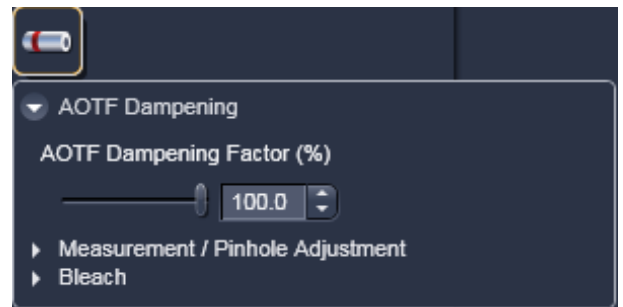 AOTF Dampening
AOTF Dampening Factor (%)
100.0
Measurement / Pinhole Adjustment
Bleach